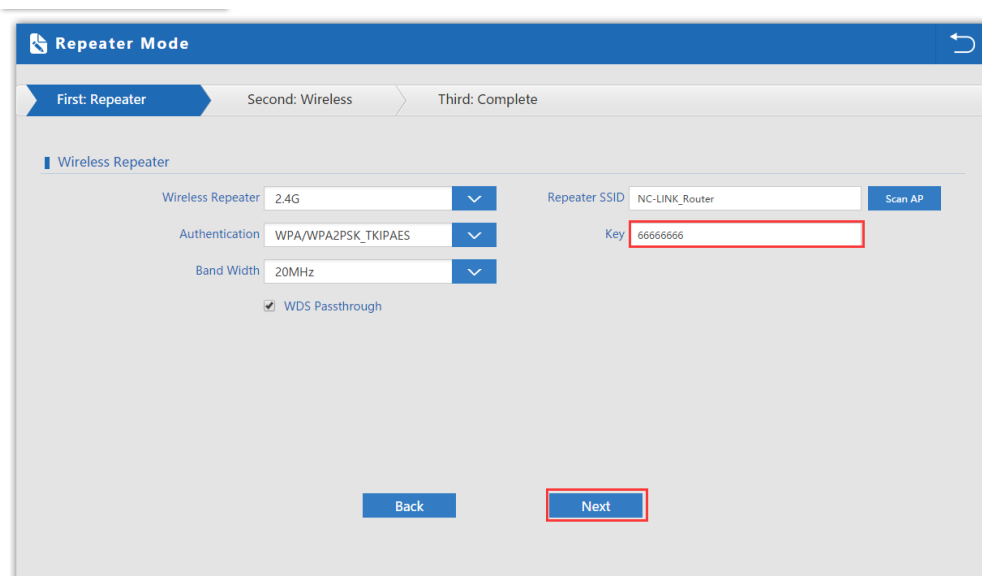 Repeater Mode
First: Repeater Second: Wireless Third: Complete
Wireless Repeater
Wireless Repeater 2.4G Repeater SSID NC-LINK_Router Scan AP
Authentication WPA/WPA2PSK_TKIPAES Key 66666666
Band Width 20MHz
WDS Passthrough
Back Next